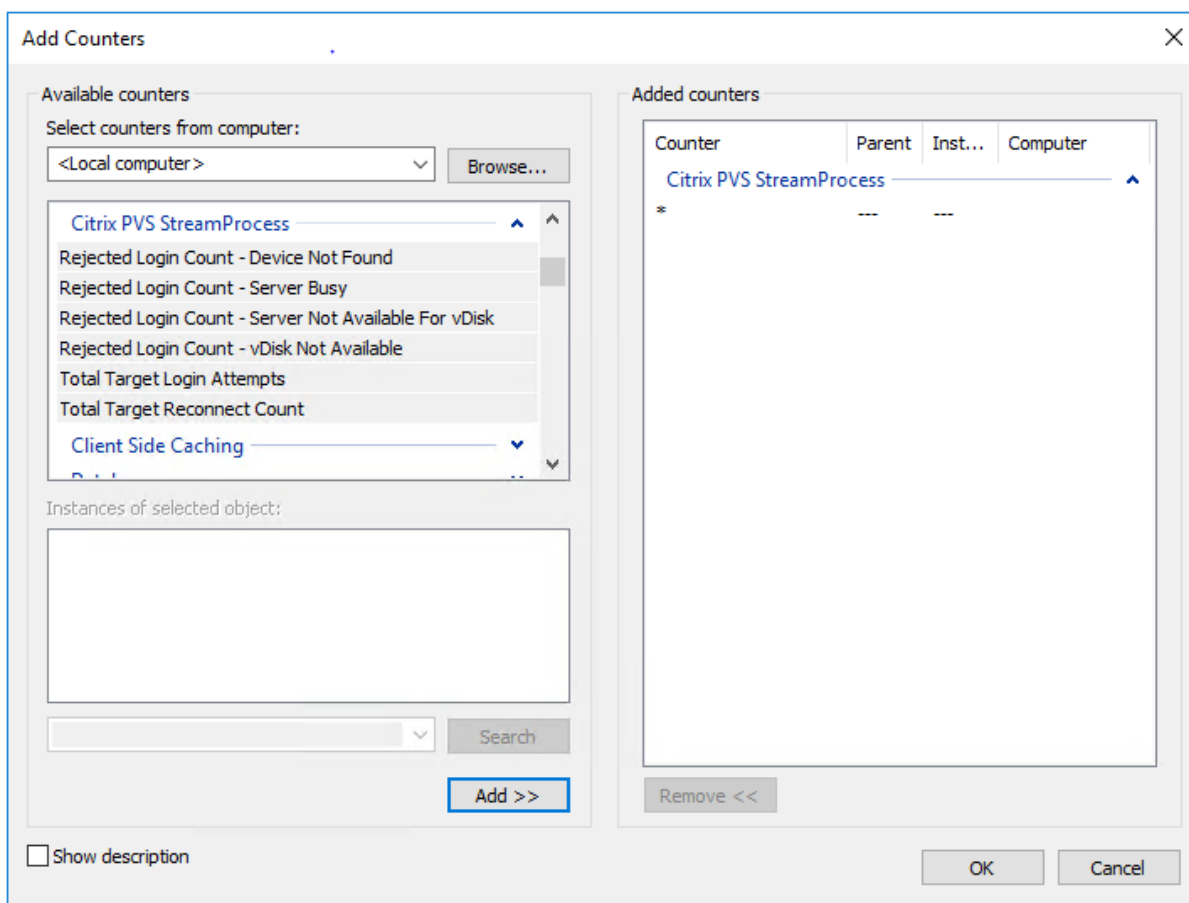 Add Counters
Available counters
Select counters from computer:
<Local computer>
Browse...
Citrix PVS StreamProcess
Rejected Login Count - Device Not Found
Rejected Login Count - Server Busy
Rejected Login Count - Server Not Available For vDisk
Rejected Login Count - vDisk Not Available
Total Target Login Attempts
Total Target Reconnect Count
Client Side Caching
Instances of selected object:
Search
Add >>
Show description
Added counters
Counter Parent Inst... Computer
Citrix PVS StreamProcess
* --- ---
Remove <<
OK Cancel